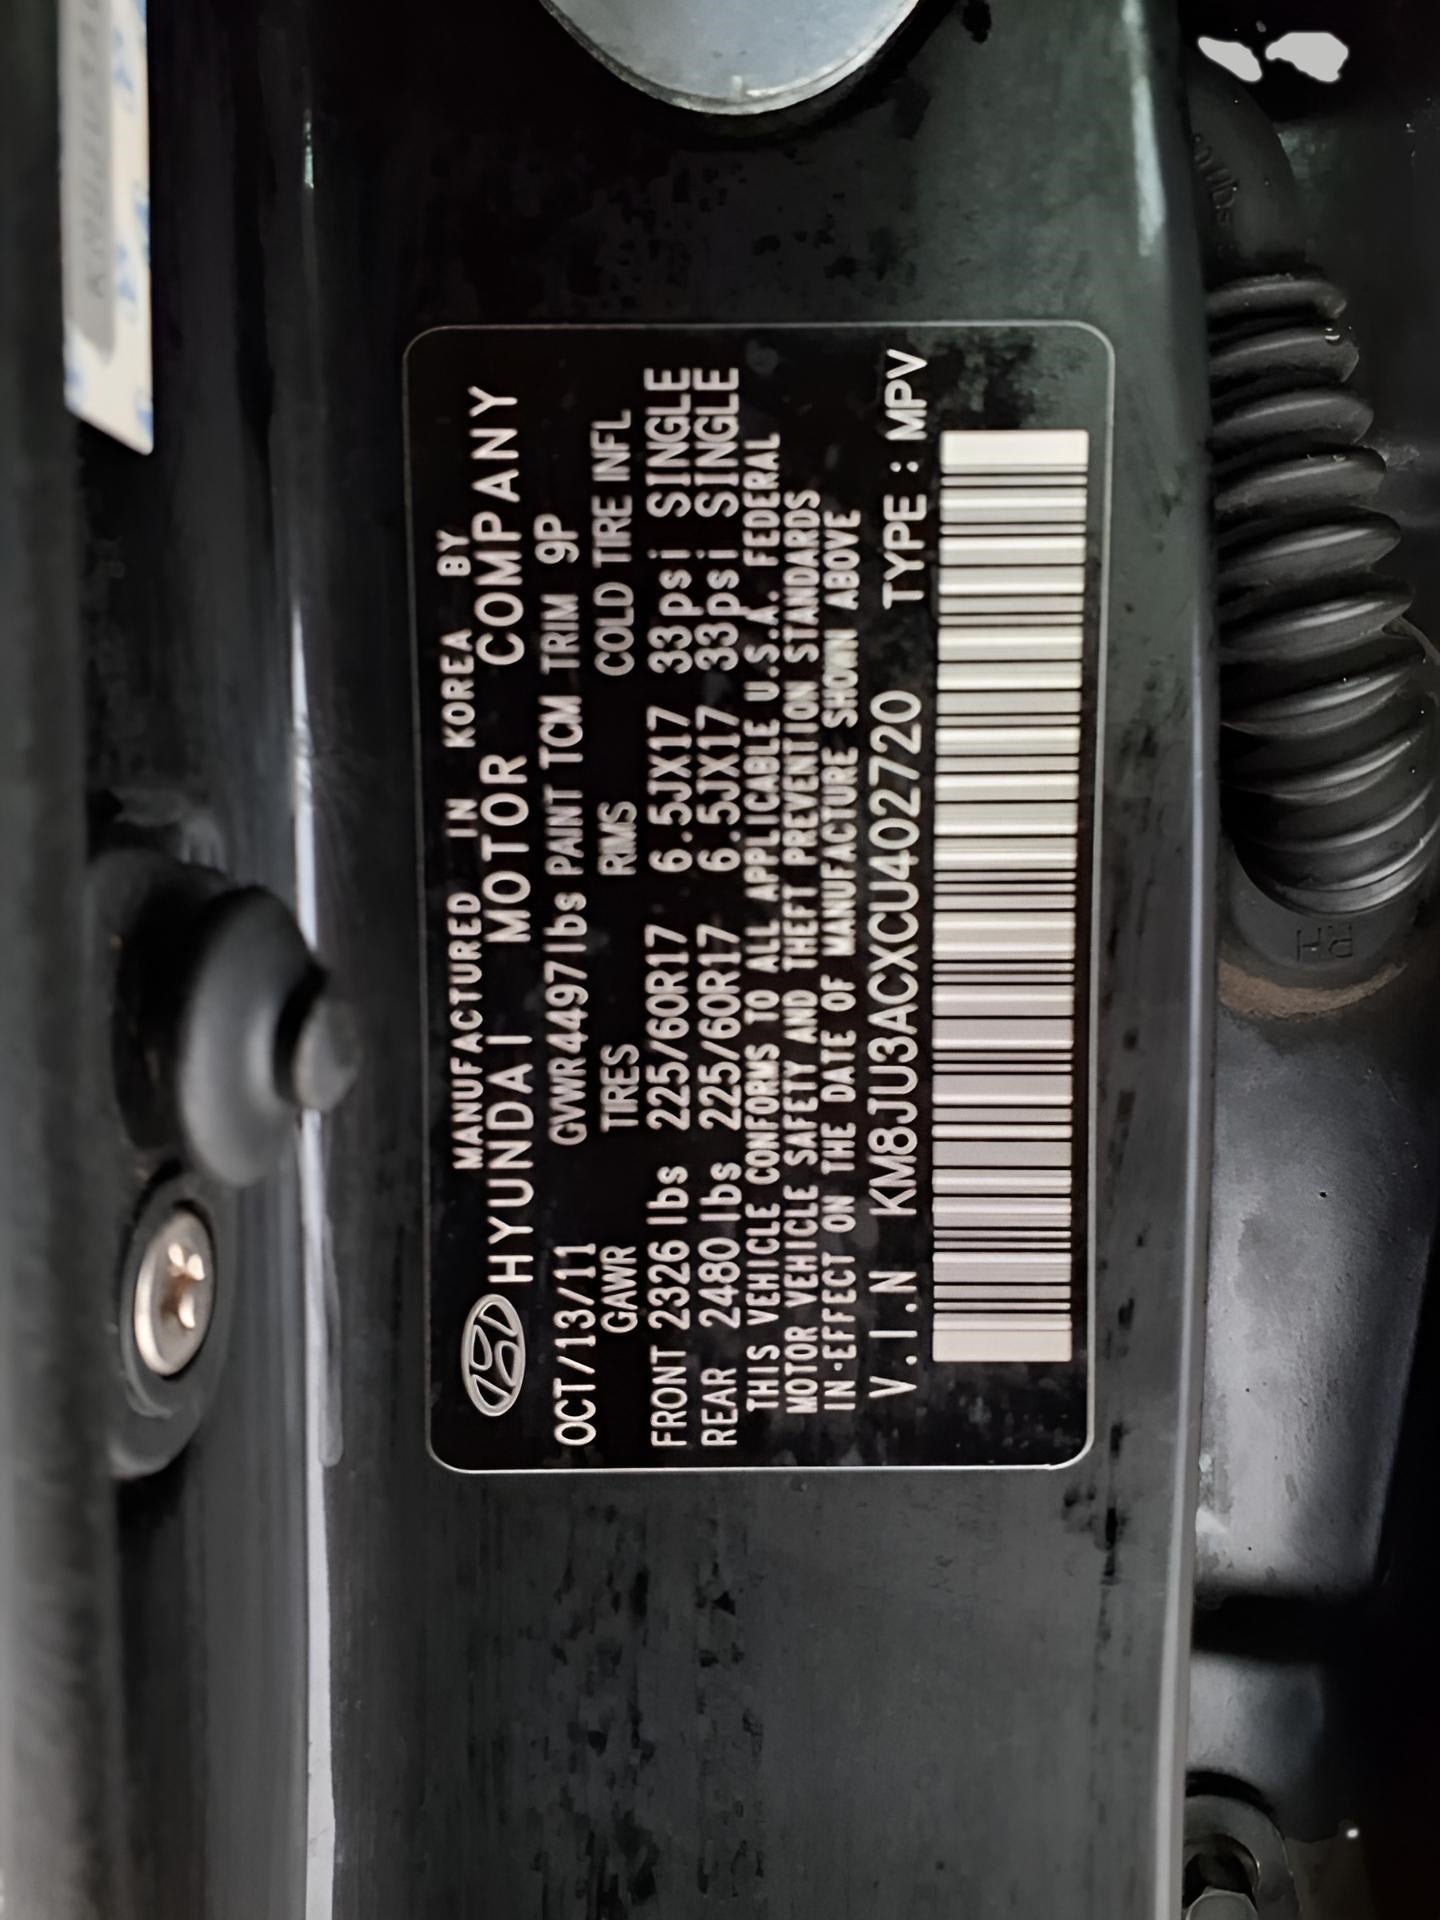 MANUFACTURED IN KOREA BY
HYUNDAI MOTOR COMPANY
OCT/13/11 GVWR4497lbs PAINT TCM TRIM 9P
GAWR TIRES RIMS COLD TIRE INFL
FRONT 2326 lbs 225/60R17 6.5JX17 33psi SINGLE
REAR 2480 lbs 225/60R17 6.5JX17 33psi SINGLE
THIS VEHICLE CONFORMS TO ALL APPLICABLE U.S.A. FEDERAL
MOTOR VEHICLE SAFETY AND THEFT PREVENTION STANDARDS
IN-EFFECT ON THE DATE OF MANUFACTURE SHOWN ABOVE
V.I.N KM8JU3ACXCU402720 TYPE : MPV
RH